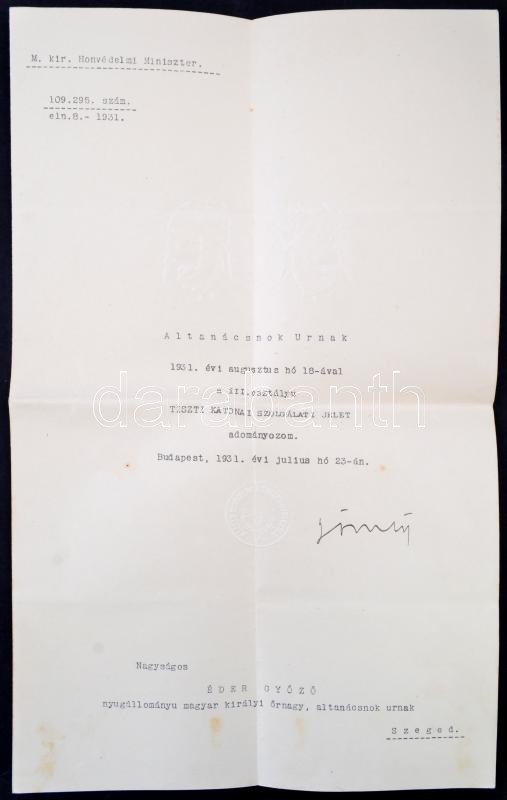 M. kir. Honvédelmi Miniszter.
109.295. szám.
eln.8.- 1931.
Altanácsnok Urnak
1931. évi augusztus hó 18-ával
a III.osztályu
TISZTI KATONAI SZOLGÁLATI JELET
adományozom.
Budapest, 1931. évi julius hó 23-án.
darabanth
Nagyságos
ÉDER GYŐZŐ
nyugállományu magyar királyi őrnagy, altanácsnok urnak
Szeged.